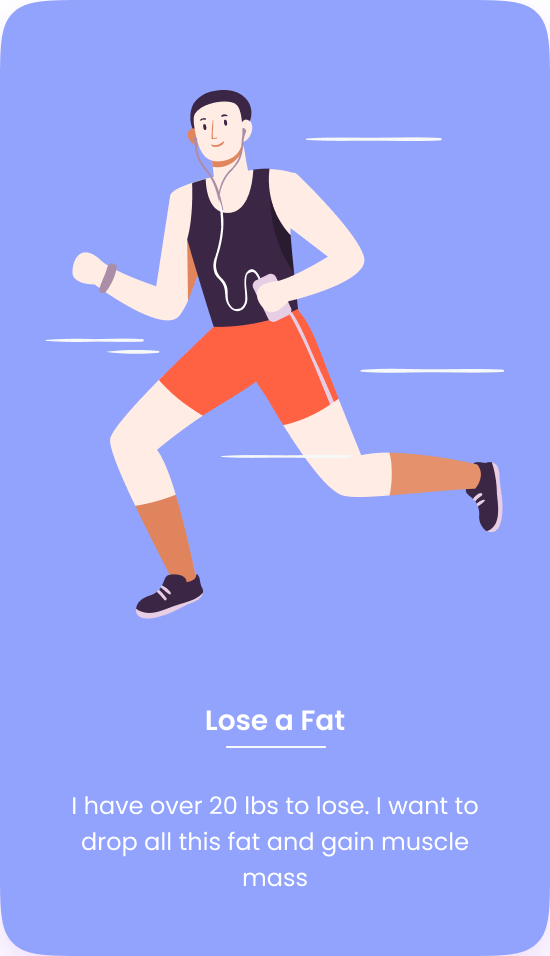 Lose a Fat
I have over 20 lbs to lose. I want to
drop all this fat and gain muscle
mass